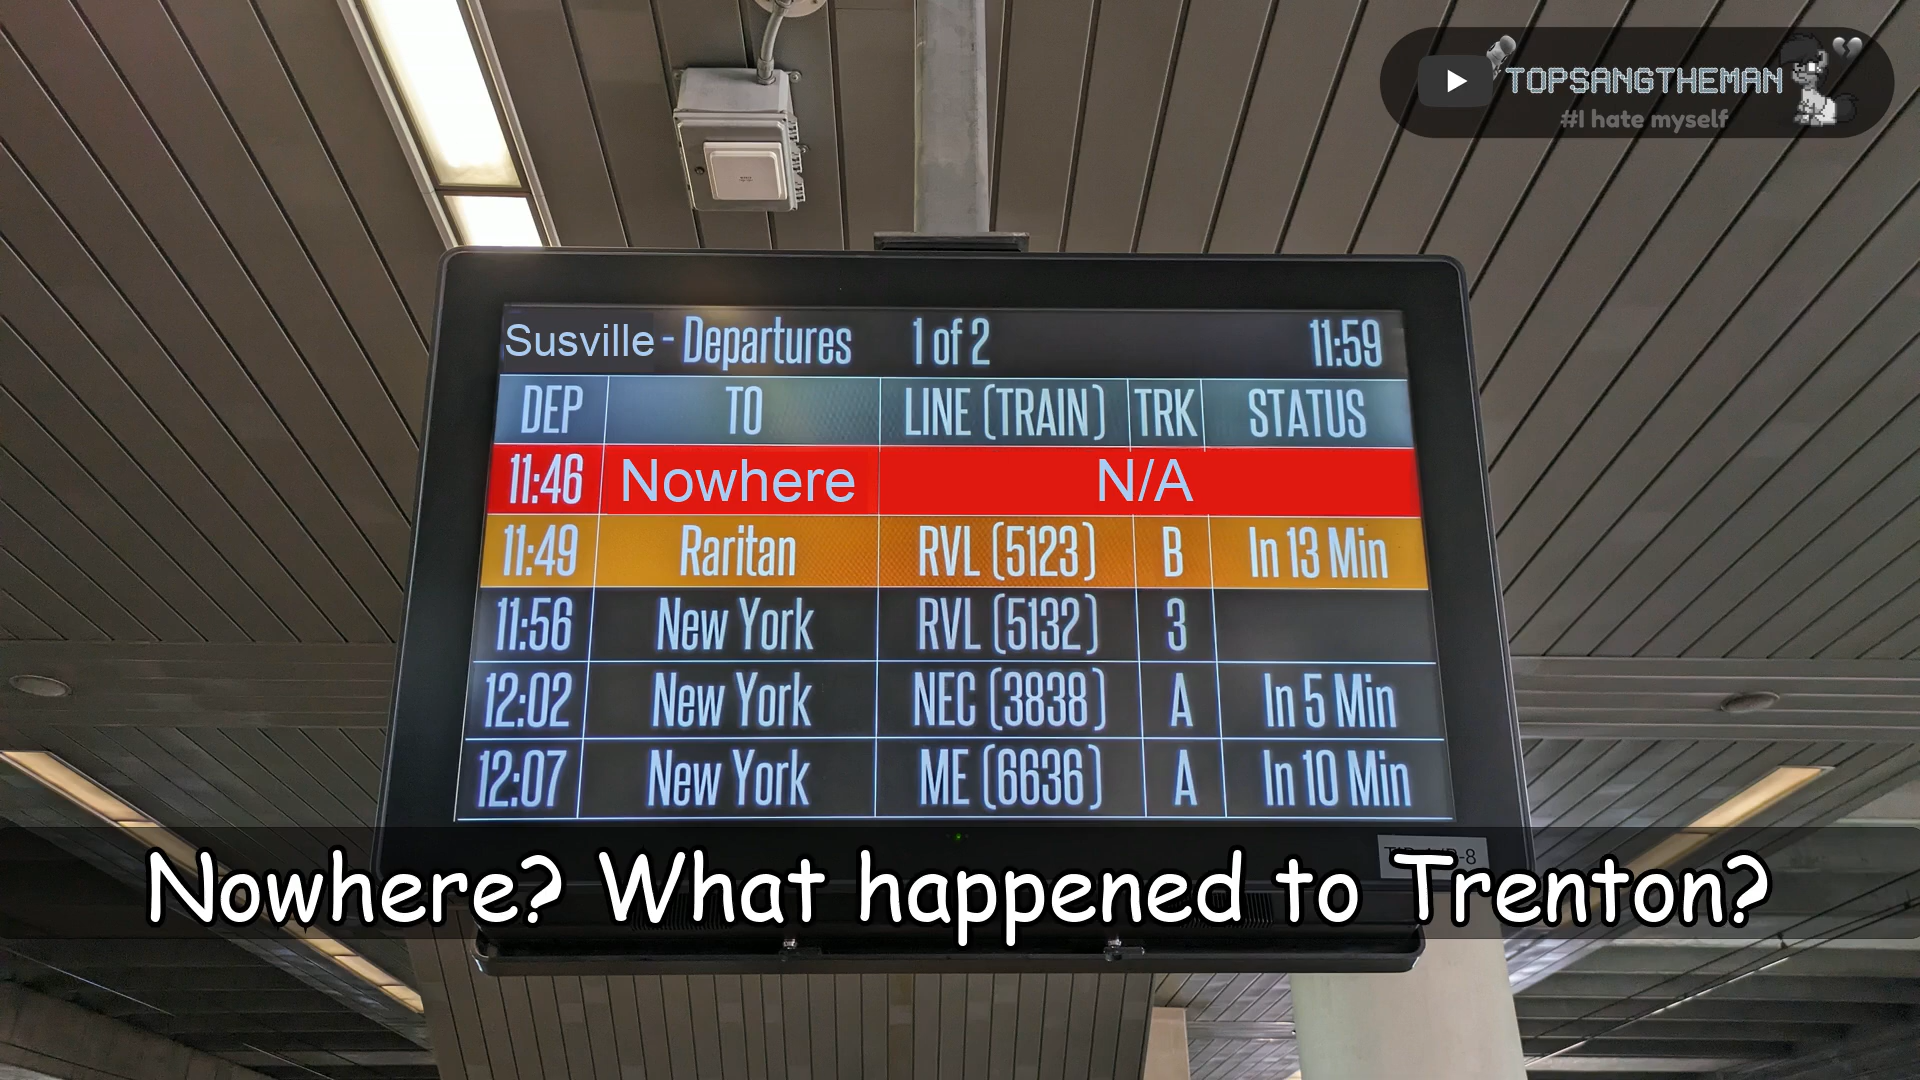 TOPSANGTHEMAN
#I hate myself
Susville - Departures 1 of 2 11:59
DEP TO LINE (TRAIN) TRK STATUS
11:46 Nowhere N/A
11:49 Raritan RVL (5123) B In 13 Min
11:56 New York RVL (5132) 3
12:02 New York NEC (3838) A In 5 Min
12:07 New York ME (6636) A In 10 Min
Nowhere? What happened to Trenton?